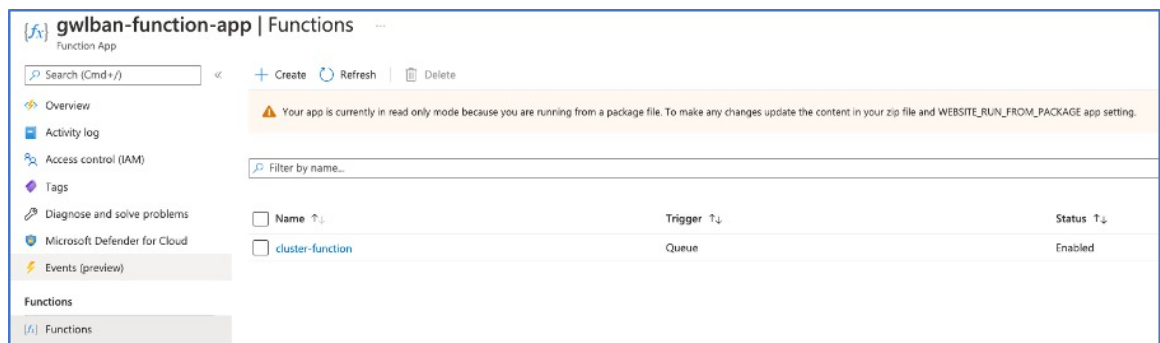 gwlban-function-app | Functions ...
Function App
Search (Cmd+/)
«
Create
Refresh
Delete
Overview
Activity log
Access control (IAM)
Tags
Diagnose and solve problems
Microsoft Defender for Cloud
Events (preview)
Functions
Functions
Your app is currently in read only mode because you are running from a package file. To make any changes update the content in your zip file and WEBSITE_RUN_FROM_PACKAGE app setting.
Filter by name...
Name ↑↓ Trigger ↑↓ Status ↑↓
cluster-function Queue Enabled